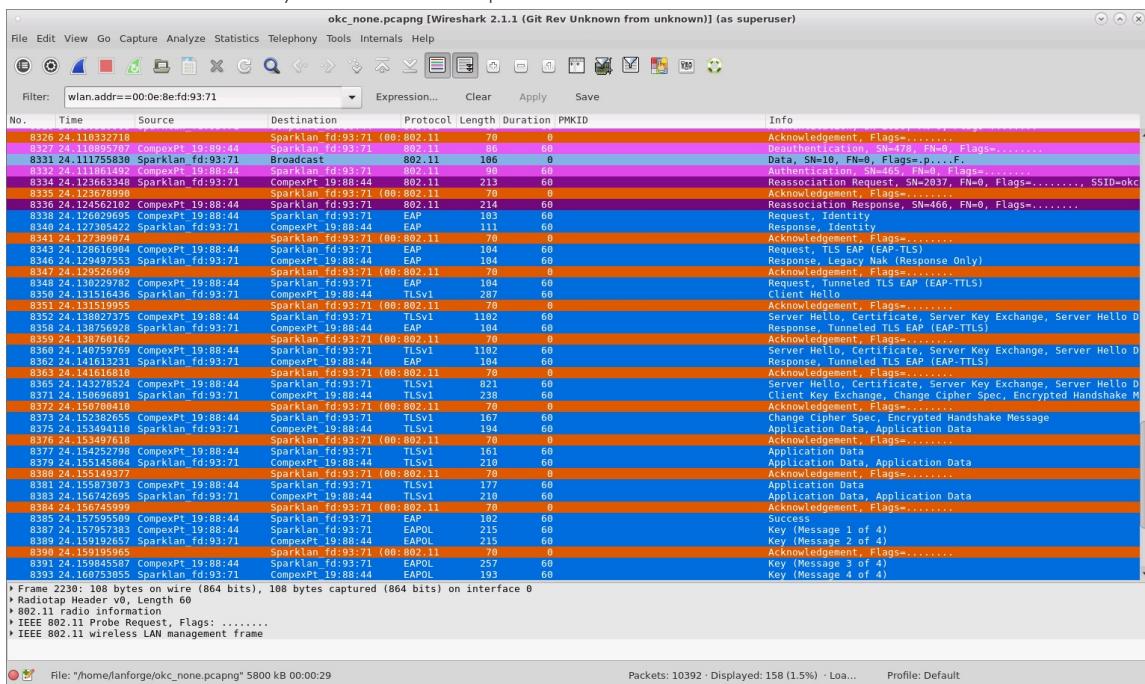 okc_none.pcapng [Wireshark 2.1.1 (Git Rev Unknown from unknown)] (as superuser)
File Edit View Go Capture Analyze Statistics Telephony Tools Internals Help
Filter: wlan.addr==00:0e:8e:fd:93:71 Expression... Clear Apply Save
No. Time Source Destination Protocol Length Duration PMKID Info
8326 24.110332718 Sparklan_fd:93:71 (00: 802.11 70 0 Acknowledgement, Flags=........
8327 24.110895707 CompexPt_19:89:44 Sparklan_fd:93:71 802.11 86 60 Deauthentication, SN=478, FN=0, Flags=........
8331 24.111755830 Sparklan_fd:93:71 Broadcast 802.11 106 0 Data, SN=10, FN=0, Flags=.p....F.
8332 24.111861492 CompexPt_19:88:44 Sparklan_fd:93:71 802.11 90 60 Authentication, SN=465, FN=0, Flags=........
8334 24.123663348 Sparklan_fd:93:71 CompexPt_19:88:44 802.11 213 60 Reassociation Request, SN=2037, FN=0, Flags=........, SSID=okc
8335 24.123678990 Sparklan_fd:93:71 (00: 802.11 70 0 Acknowledgement, Flags=........
8336 24.124562102 CompexPt_19:88:44 Sparklan_fd:93:71 802.11 214 60 Reassociation Response, SN=466, FN=0, Flags=........
8338 24.126029695 CompexPt_19:88:44 Sparklan_fd:93:71 EAP 103 60 Request, Identity
8340 24.127305422 Sparklan_fd:93:71 CompexPt_19:88:44 EAP 111 60 Response, Identity
8341 24.127309074 Sparklan_fd:93:71 (00: 802.11 70 0 Acknowledgement, Flags=........
8343 24.128616904 CompexPt_19:88:44 Sparklan_fd:93:71 EAP 104 60 Request, TLS EAP (EAP-TLS)
8346 24.129497553 Sparklan_fd:93:71 CompexPt_19:88:44 EAP 104 60 Response, Legacy Nak (Response Only)
8347 24.129526969 Sparklan_fd:93:71 (00: 802.11 70 0 Acknowledgement, Flags=........
8348 24.130229782 CompexPt_19:88:44 Sparklan_fd:93:71 EAP 104 60 Request, Tunneled TLS EAP (EAP-TTLS)
8350 24.131516436 Sparklan_fd:93:71 CompexPt_19:88:44 TLSv1 287 60 Client Hello
8351 24.131519955 Sparklan_fd:93:71 (00: 802.11 70 0 Acknowledgement, Flags=........
8352 24.138027375 CompexPt_19:88:44 Sparklan_fd:93:71 TLSv1 1102 60 Server Hello, Certificate, Server Key Exchange, Server Hello D
8358 24.138756928 Sparklan_fd:93:71 CompexPt_19:88:44 EAP 104 60 Response, Tunneled TLS EAP (EAP-TTLS)
8359 24.138760162 Sparklan_fd:93:71 (00: 802.11 70 0 Acknowledgement, Flags=........
8360 24.140759769 CompexPt_19:88:44 Sparklan_fd:93:71 TLSv1 1102 60 Server Hello, Certificate, Server Key Exchange, Server Hello D
8362 24.141613231 Sparklan_fd:93:71 CompexPt_19:88:44 EAP 104 60 Response, Tunneled TLS EAP (EAP-TTLS)
8363 24.141616810 Sparklan_fd:93:71 (00: 802.11 70 0 Acknowledgement, Flags=........
8365 24.143278524 CompexPt_19:88:44 Sparklan_fd:93:71 TLSv1 821 60 Server Hello, Certificate, Server Key Exchange, Server Hello D
8371 24.150696891 Sparklan_fd:93:71 CompexPt_19:88:44 TLSv1 238 60 Client Key Exchange, Change Cipher Spec, Encrypted Handshake M
8372 24.150700410 Sparklan_fd:93:71 (00: 802.11 70 0 Acknowledgement, Flags=........
8373 24.152382655 CompexPt_19:88:44 Sparklan_fd:93:71 TLSv1 167 60 Change Cipher Spec, Encrypted Handshake Message
8375 24.153494110 Sparklan_fd:93:71 CompexPt_19:88:44 TLSv1 194 60 Application Data, Application Data
8376 24.153497618 Sparklan_fd:93:71 (00: 802.11 70 0 Acknowledgement, Flags=........
8377 24.154252798 CompexPt_19:88:44 Sparklan_fd:93:71 TLSv1 161 60 Application Data
8379 24.155145864 Sparklan_fd:93:71 CompexPt_19:88:44 TLSv1 210 60 Application Data, Application Data
8380 24.155149377 Sparklan_fd:93:71 (00: 802.11 70 0 Acknowledgement, Flags=........
8381 24.155873073 CompexPt_19:88:44 Sparklan_fd:93:71 TLSv1 177 60 Application Data
8383 24.156742695 Sparklan_fd:93:71 CompexPt_19:88:44 TLSv1 210 60 Application Data, Application Data
8384 24.156745999 Sparklan_fd:93:71 (00: 802.11 70 0 Acknowledgement, Flags=........
8385 24.157595509 CompexPt_19:88:44 Sparklan_fd:93:71 EAP 102 60 Success
8387 24.157957383 CompexPt_19:88:44 Sparklan_fd:93:71 EAPOL 215 60 Key (Message 1 of 4)
8389 24.159192657 Sparklan_fd:93:71 CompexPt_19:88:44 EAPOL 215 60 Key (Message 2 of 4)
8390 24.159195965 Sparklan_fd:93:71 (00: 802.11 70 0 Acknowledgement, Flags=........
8391 24.159845587 CompexPt_19:88:44 Sparklan_fd:93:71 EAPOL 257 60 Key (Message 3 of 4)
8393 24.160753055 Sparklan_fd:93:71 CompexPt_19:88:44 EAPOL 193 60 Key (Message 4 of 4)
Frame 2230: 108 bytes on wire (864 bits), 108 bytes captured (864 bits) on interface 0
Radiotap Header v0, Length 60
802.11 radio information
IEEE 802.11 Probe Request, Flags: ........
IEEE 802.11 wireless LAN management frame
File: "/home/lanforge/okc_none.pcapng" 5800 kB 00:00:29 Packets: 10392 · Displayed: 158 (1.5%) · Loa... Profile: Default